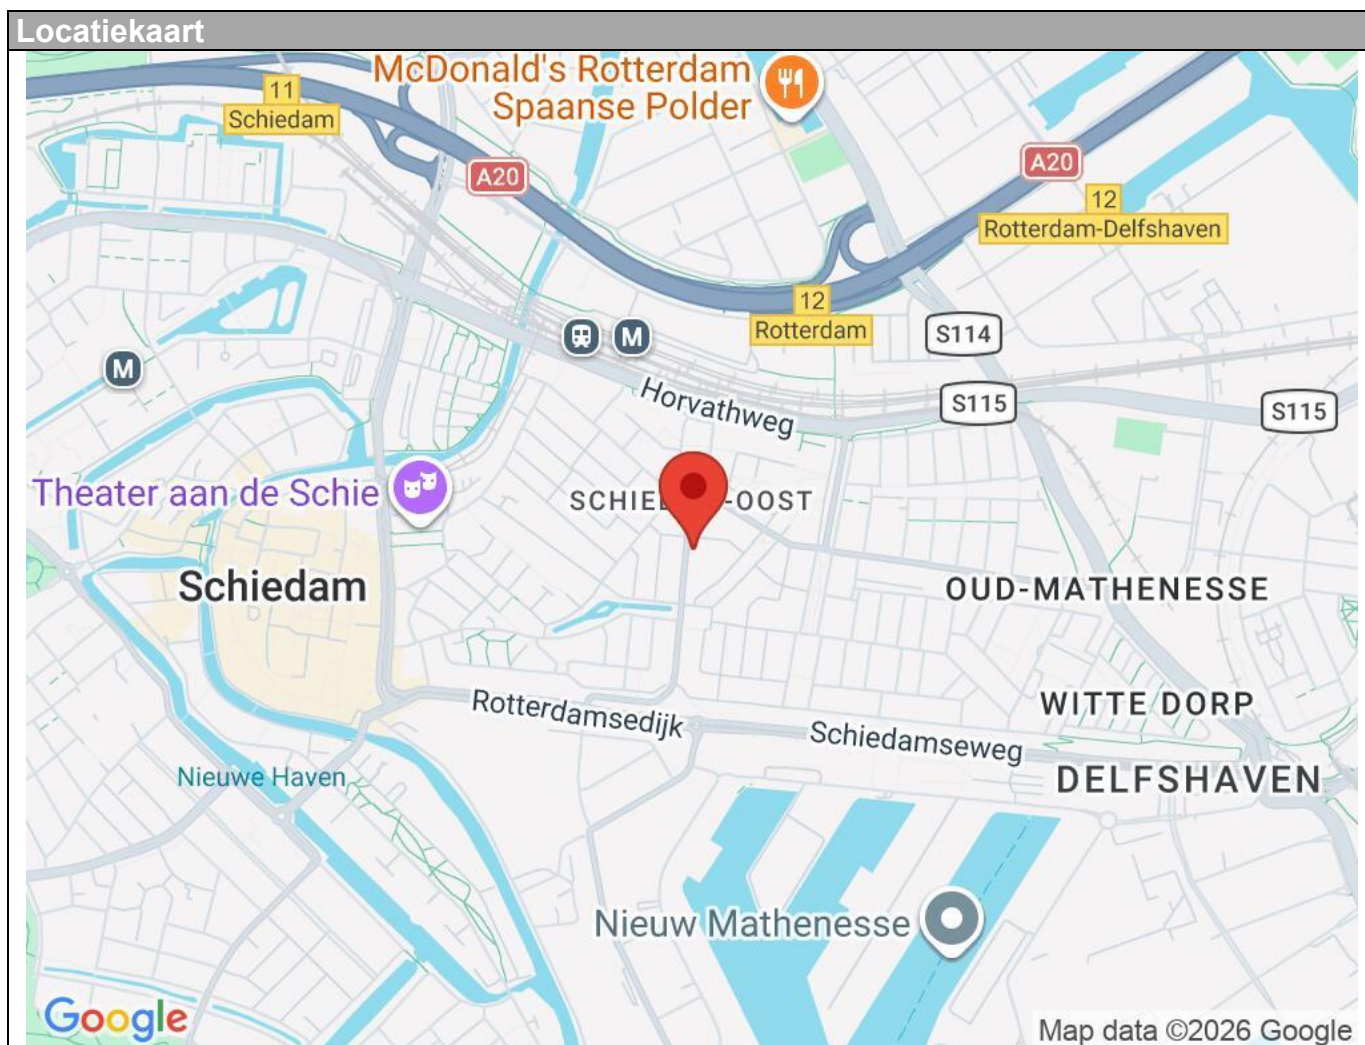 Locatiekaart
McDonald's Rotterdam
Spaanse Polder
11
Schiedam
A20
A20
12
Rotterdam-Delfshaven
12
Rotterdam
S114
M
M
Horvathweg
S115
S115
Theater aan de Schie
OOST
Schiedam
OUD-MATHENESSE
Rotterdamsedijk
WITTE DORP
Schiedamseweg
Nieuwe Haven
DELFSHAVEN
Nieuw Mathenesse
Google
Map data ©2026 Google